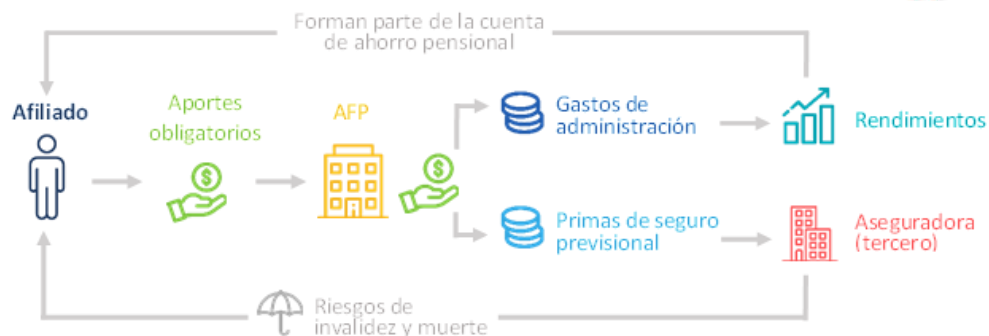 Forman parte de la cuenta
de ahorro pensional
Afiliado
Aportes
obligatorios
AFP
Gastos de
administración
Rendimientos
Primas de seguro
previsional
Aseguradora
(tercero)
Riesgos de
invalidez y muerte